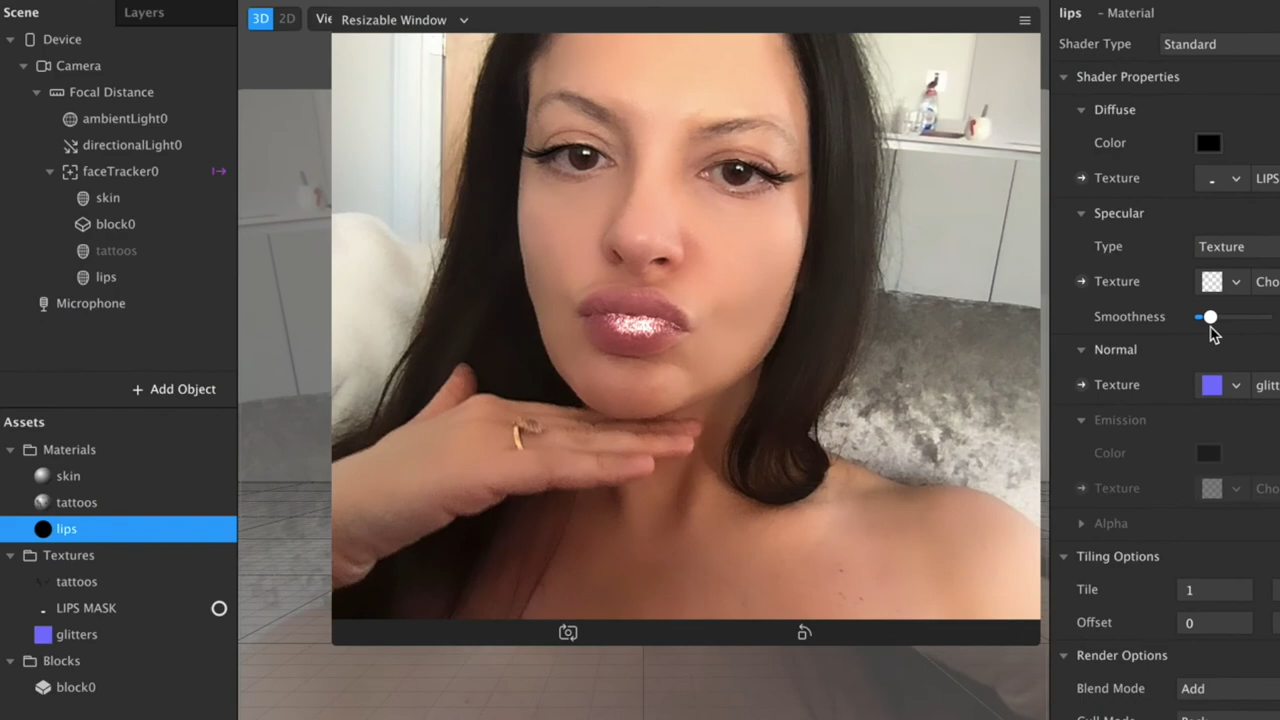 Scene
Layers
Device
Camera
Focal Distance
ambientLight0
directionalLight0
faceTracker0
skin
block0
tattoos
lips
Microphone
+ Add Object
Assets
Materials
skin
tattoos
lips
Textures
tattoos
LIPS MASK
glitters
Blocks
block0
3D
2D
Vie
Resizable Window
lips - Material
Shader Type
Standard
Shader Properties
Diffuse
Color
Texture
LIPS
Specular
Type
Texture
Texture
Cho
Smoothness
Normal
Texture
glitt
Emission
Color
Texture
Cho
Alpha
Tiling Options
Tile
1
Offset
0
Render Options
Blend Mode
Add